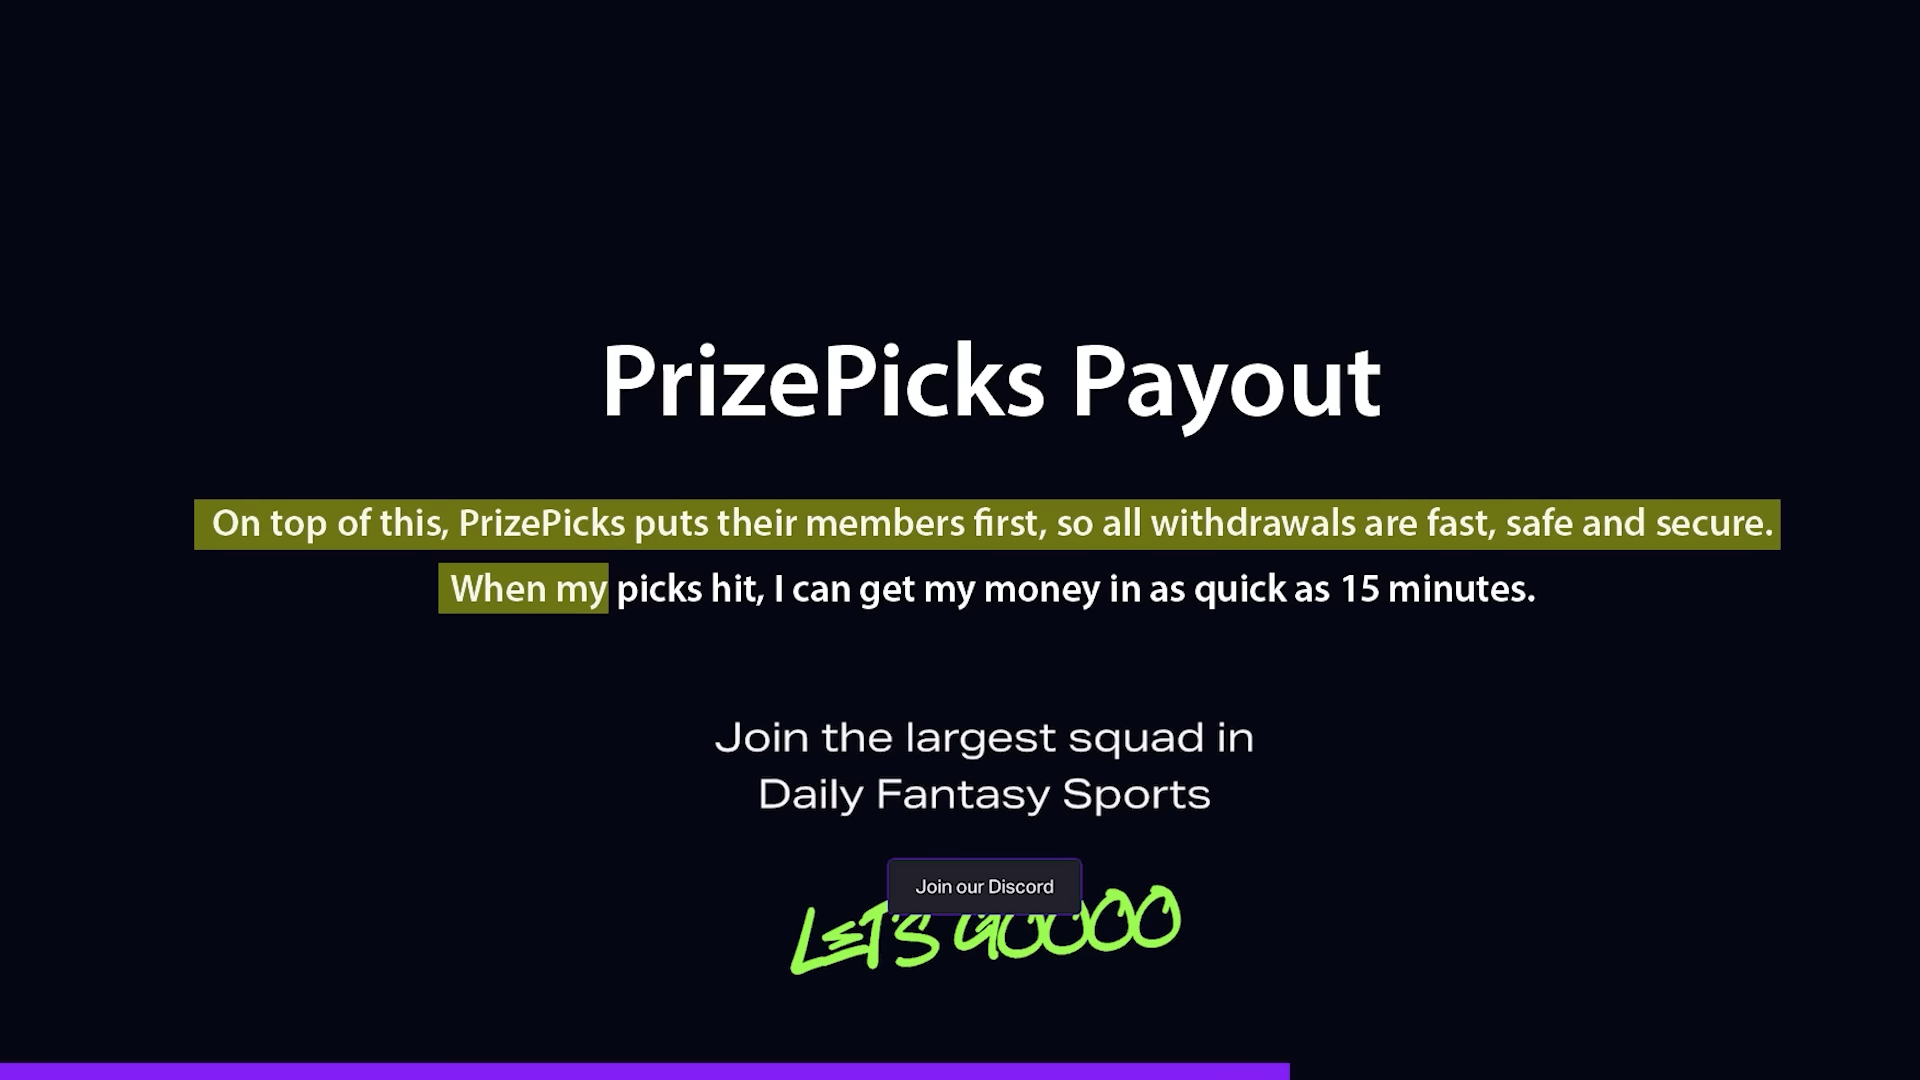 PrizePicks Payout
On top of this, PrizePicks puts their members first, so all withdrawals are fast, safe and secure.
When my picks hit, I can get my money in as quick as 15 minutes.
Join the largest squad in
Daily Fantasy Sports
Join our Discord
LET'S GOOOO